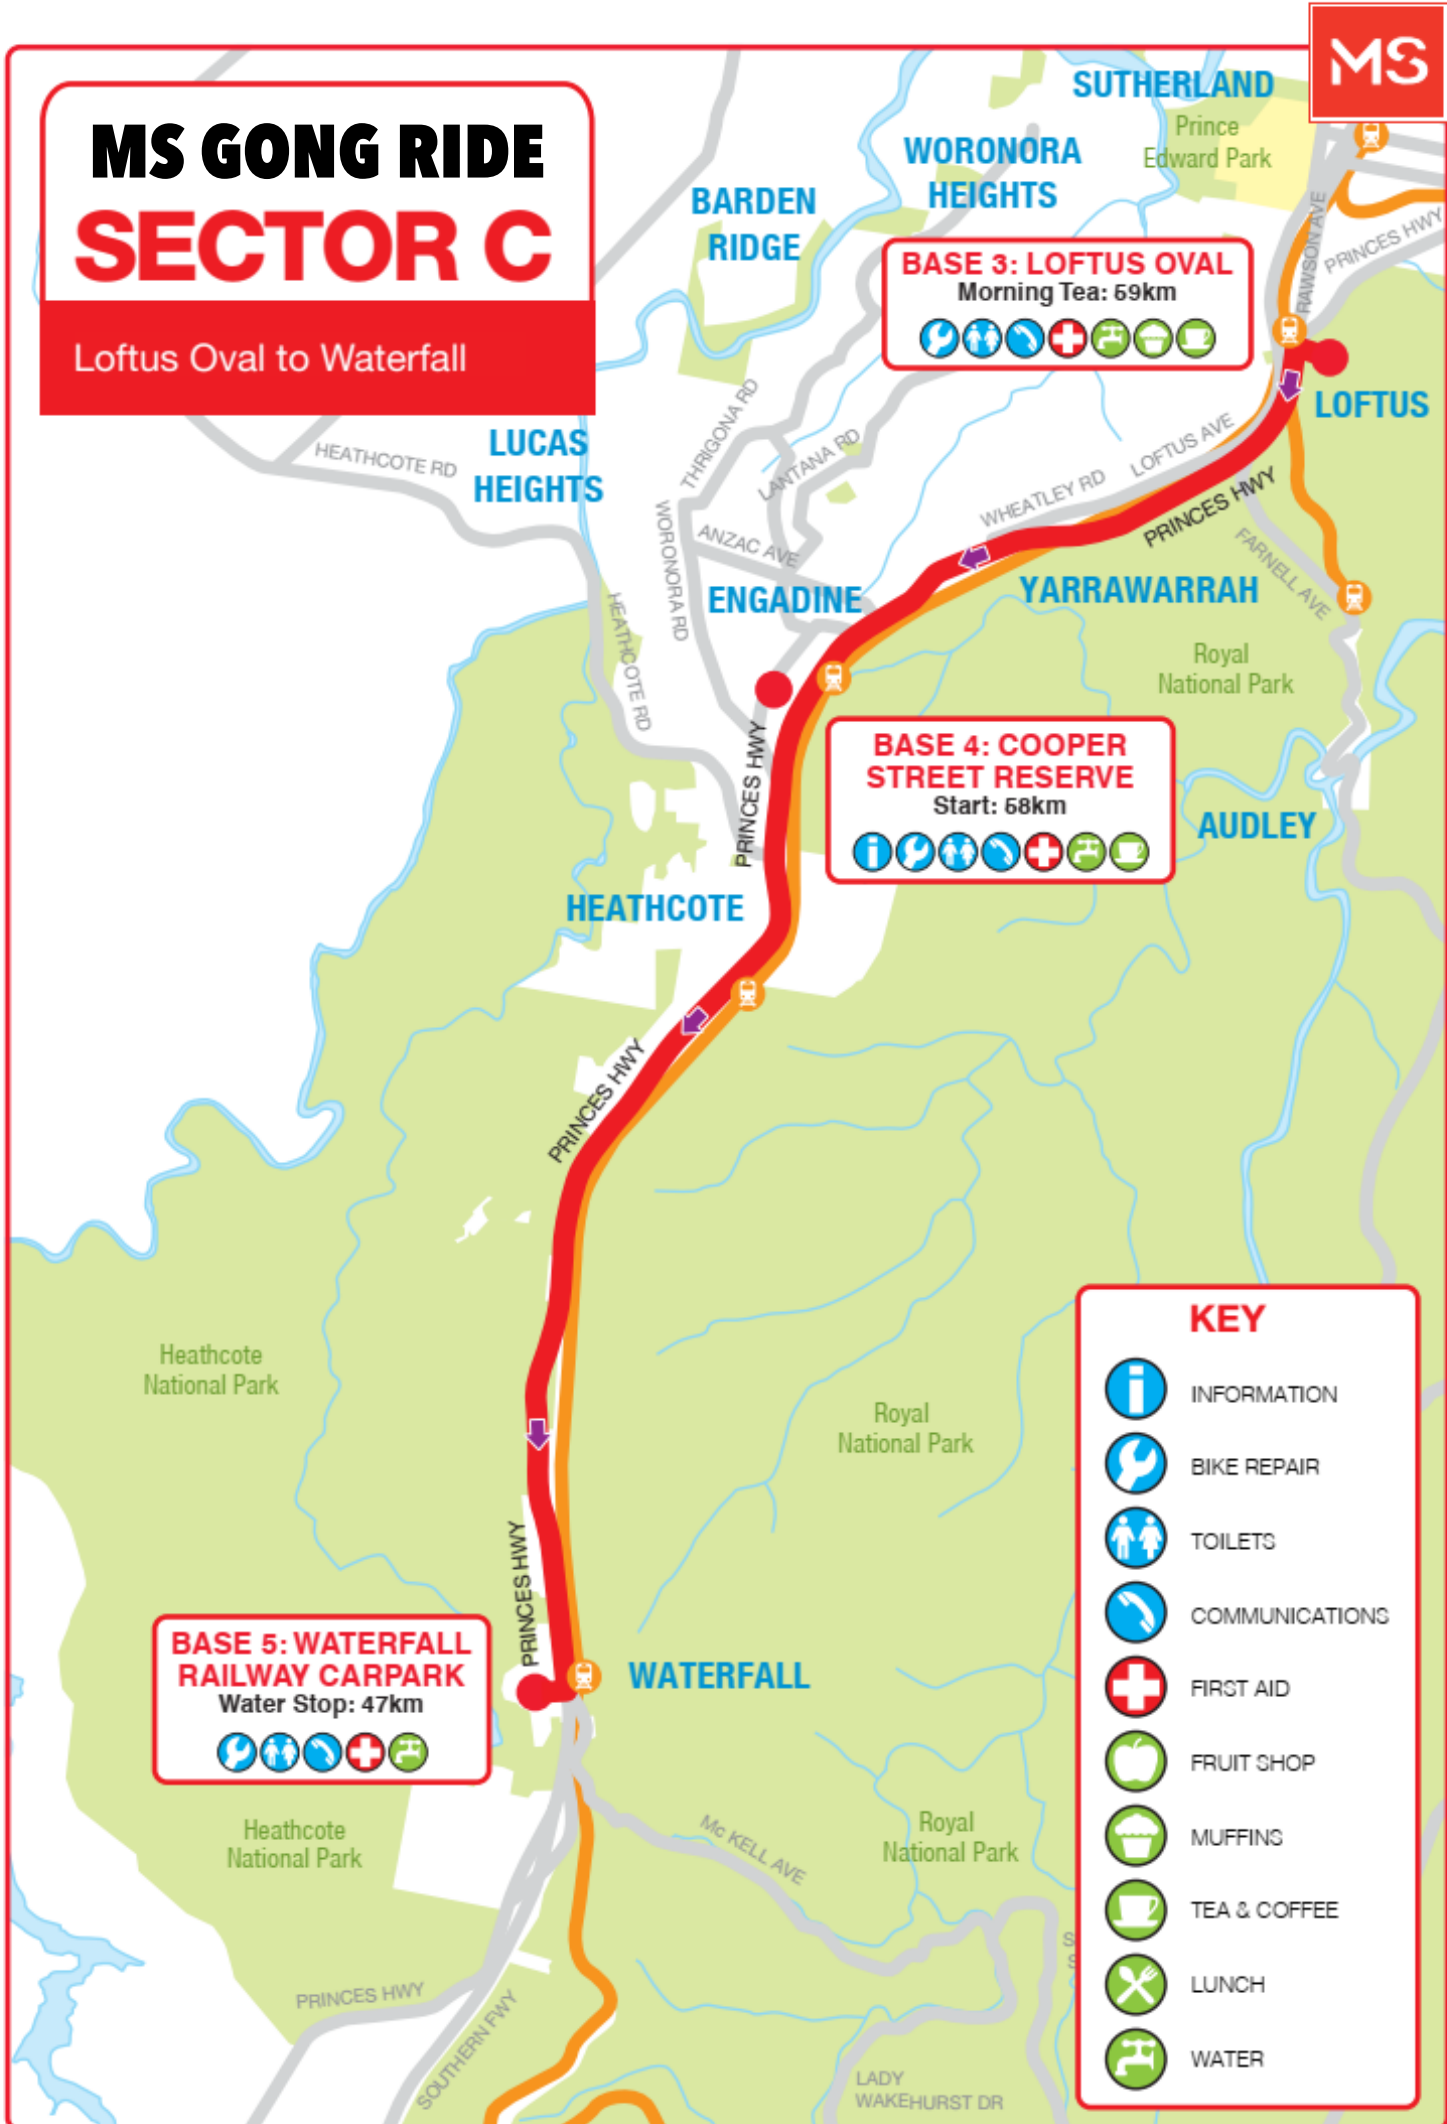 MS
MS GONG RIDE
SECTOR C
Loftus Oval to Waterfall
SUTHERLAND
Prince
Edward Park
WORONORA
HEIGHTS
BARDEN
RIDGE
RAWSON AVE
PRINCES HWY
BASE 3: LOFTUS OVAL
Morning Tea: 59km
LOFTUS
LUCAS
HEIGHTS
HEATHCOTE RD
THRIGONA RD
LANTANA RD
LOFTUS AVE
WHEATLEY RD
PRINCES HWY
WORONORA RD
ANZAC AVE
FARNELL AVE
ENGADINE
YARRAWARRAH
HEATHCOTE RD
Royal
National Park
PRINCES HWY
BASE 4: COOPER
STREET RESERVE
Start: 58km
AUDLEY
HEATHCOTE
PRINCES HWY
Heathcote
National Park
Royal
National Park
PRINCES HWY
BASE 5: WATERFALL
RAILWAY CARPARK
Water Stop: 47km
WATERFALL
Heathcote
National Park
Mc KELL AVE
Royal
National Park
PRINCES HWY
SOUTHERN FWY
LADY
WAKEHURST DR
S
S
KEY
INFORMATION
BIKE REPAIR
TOILETS
COMMUNICATIONS
FIRST AID
FRUIT SHOP
MUFFINS
TEA & COFFEE
LUNCH
WATER